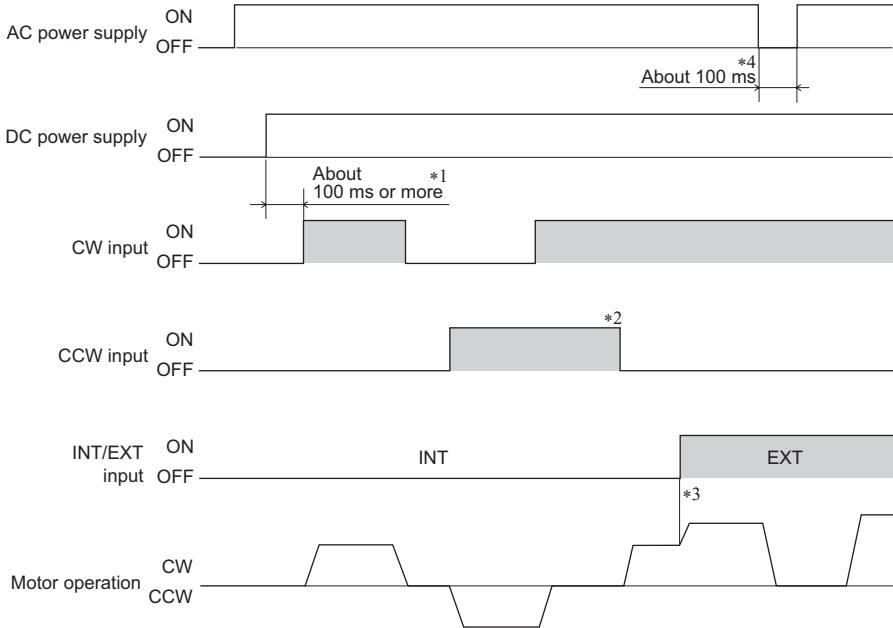 AC power supply
ON
OFF
*4
About 100 ms
DC power supply
ON
OFF
About *1
100 ms or more
CW input
ON
OFF
CCW input
ON
OFF
*2
INT/EXT
input
ON
OFF
INT
EXT
*3
Motor operation
CW
CCW